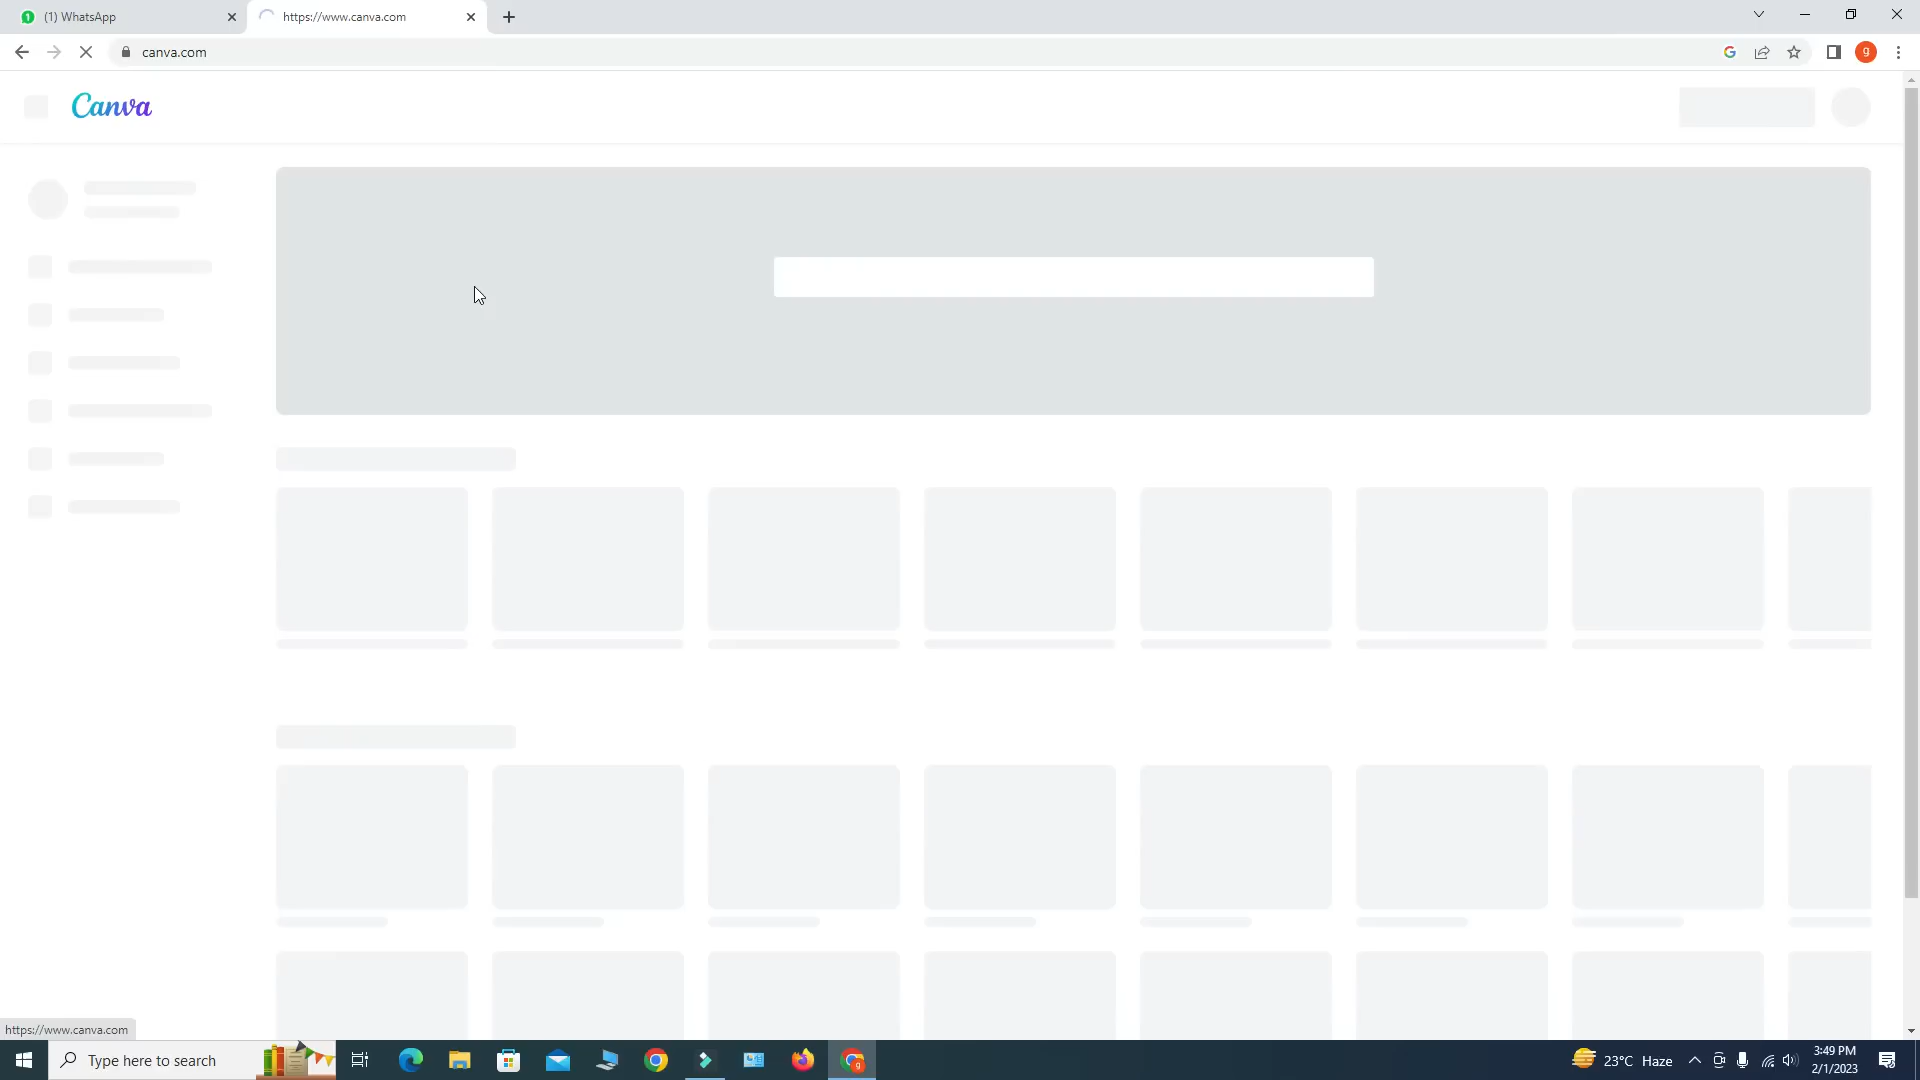 (1) WhatsApp
https://www.canva.com
canva.com
g
Canva
https://www.canva.com
Type here to search
g
23°C Haze
3:49 PM
2/1/2023